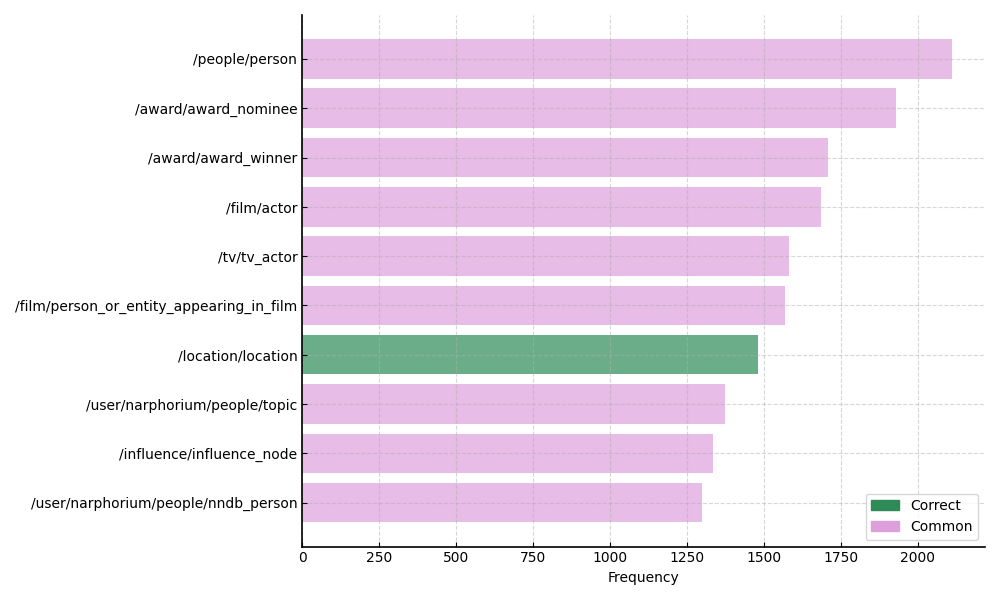 /people/person
/award/award_nominee
/award/award_winner
/film/actor
/tv/tv_actor
/film/person_or_entity_appearing_in_film
/location/location
/user/narphorium/people/topic
/influence/influence_node
/user/narphorium/people/nndb_person
Correct
Common
0 250 500 750 1000 1250 1500 1750 2000
Frequency